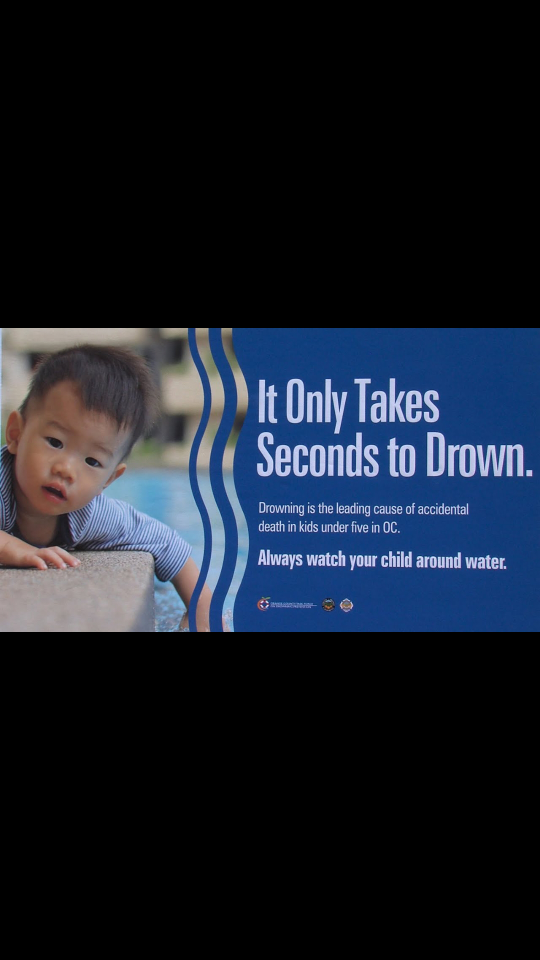 It Only Takes
Seconds to Drown.
Drowning is the leading cause of accidental
death in kids under five in OC.
Always watch your child around water.